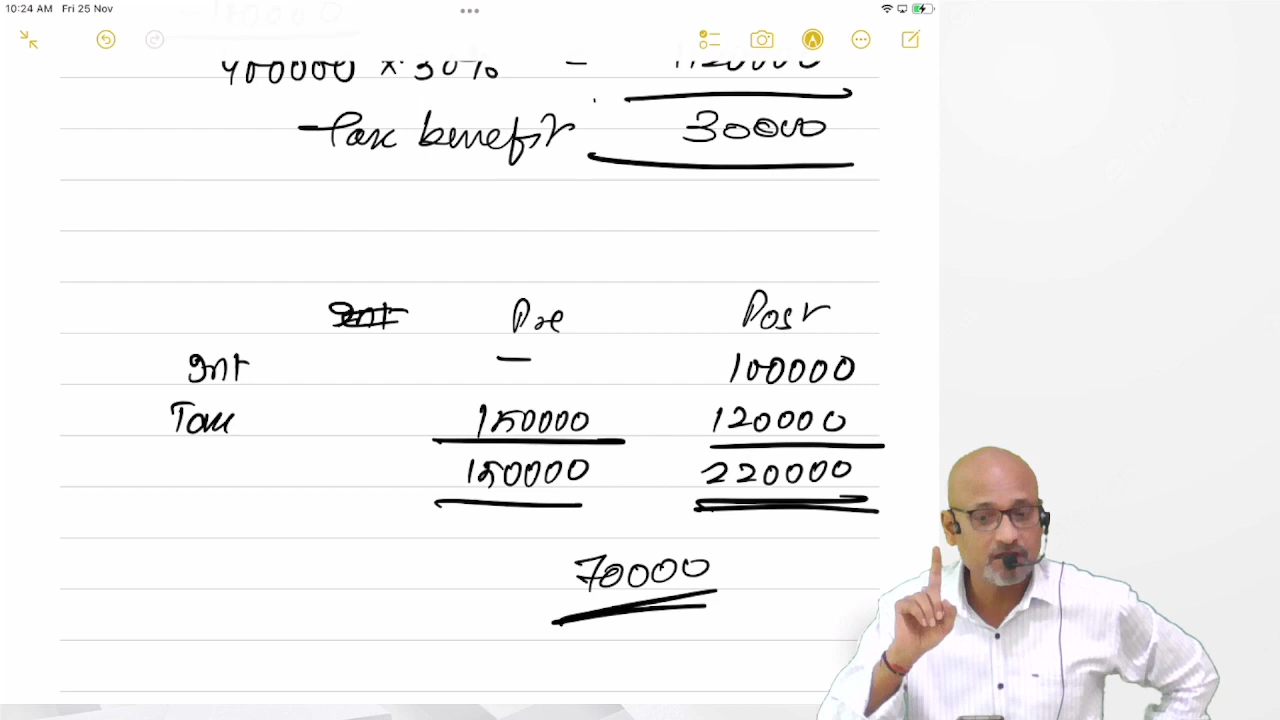 10:24 AM Fri 25 Nov
400000 x 30% - 120000
Tax benefit 30000
Pre Post
Int — 100000
Tax 150000 120000
150000 220000
70000